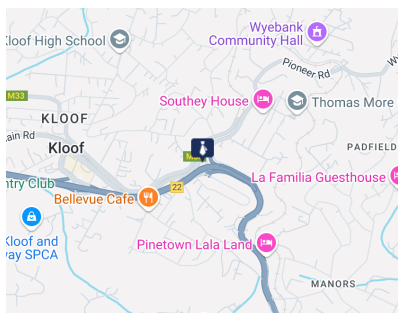 Kloof High School
Wyebank
Community Hall
Pioneer Rd
M33
Southey House
Thomas More
KLOOF
ain Rd
Kloof
PADFIELD
22
La Familia Guesthouse
ntry Club
Bellevue Cafe
Kloof and
way SPCA
Pinetown Lala Land
MANORS